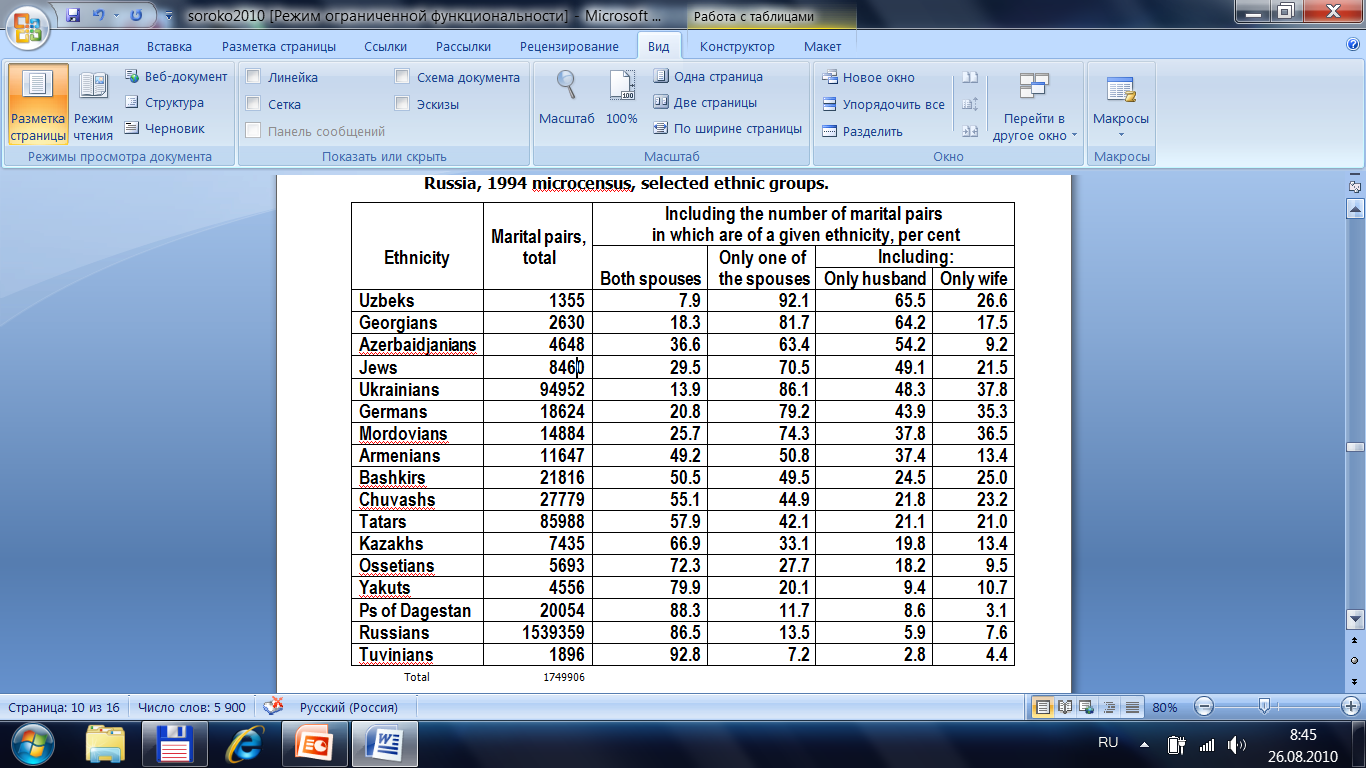 soroko2010 [Режим ограниченной функциональности] - Microsoft ...
Работа с таблицами
Главная Вставка Разметка страницы Ссылки Рассылки Рецензирование Вид Конструктор Макет
Разметка страницы
Режим чтения
Веб-документ
Структура
Черновик
Режимы просмотра документа
Линейка
Сетка
Панель сообщений
Схема документа
Эскизы
Показать или скрыть
Масштаб
100%
Одна страница
Две страницы
По ширине страницы
Масштаб
Новое окно
Упорядочить все
Разделить
Перейти в другое окно
Окно
Макросы
Макросы
Russia, 1994 microcensus, selected ethnic groups.
Ethnicity
Marital pairs,
total
Including the number of marital pairs
in which are of a given ethnicity, per cent
Both spouses
Only one of
the spouses
Including:
Only husband Only wife
Uzbeks 1355 7.9 92.1 65.5 26.6
Georgians 2630 18.3 81.7 64.2 17.5
Azerbaidjanians 4648 36.6 63.4 54.2 9.2
Jews 8460 29.5 70.5 49.1 21.5
Ukrainians 94952 13.9 86.1 48.3 37.8
Germans 18624 20.8 79.2 43.9 35.3
Mordovians 14884 25.7 74.3 37.8 36.5
Armenians 11647 49.2 50.8 37.4 13.4
Bashkirs 21816 50.5 49.5 24.5 25.0
Chuvashs 27779 55.1 44.9 21.8 23.2
Tatars 85988 57.9 42.1 21.1 21.0
Kazakhs 7435 66.9 33.1 19.8 13.4
Ossetians 5693 72.3 27.7 18.2 9.5
Yakuts 4556 79.9 20.1 9.4 10.7
Ps of Dagestan 20054 88.3 11.7 8.6 3.1
Russians 1539359 86.5 13.5 5.9 7.6
Tuvinians 1896 92.8 7.2 2.8 4.4
Total 1749906
Страница: 10 из 16 Число слов: 5 900 Русский (Россия) 80%
RU 8:45
26.08.2010